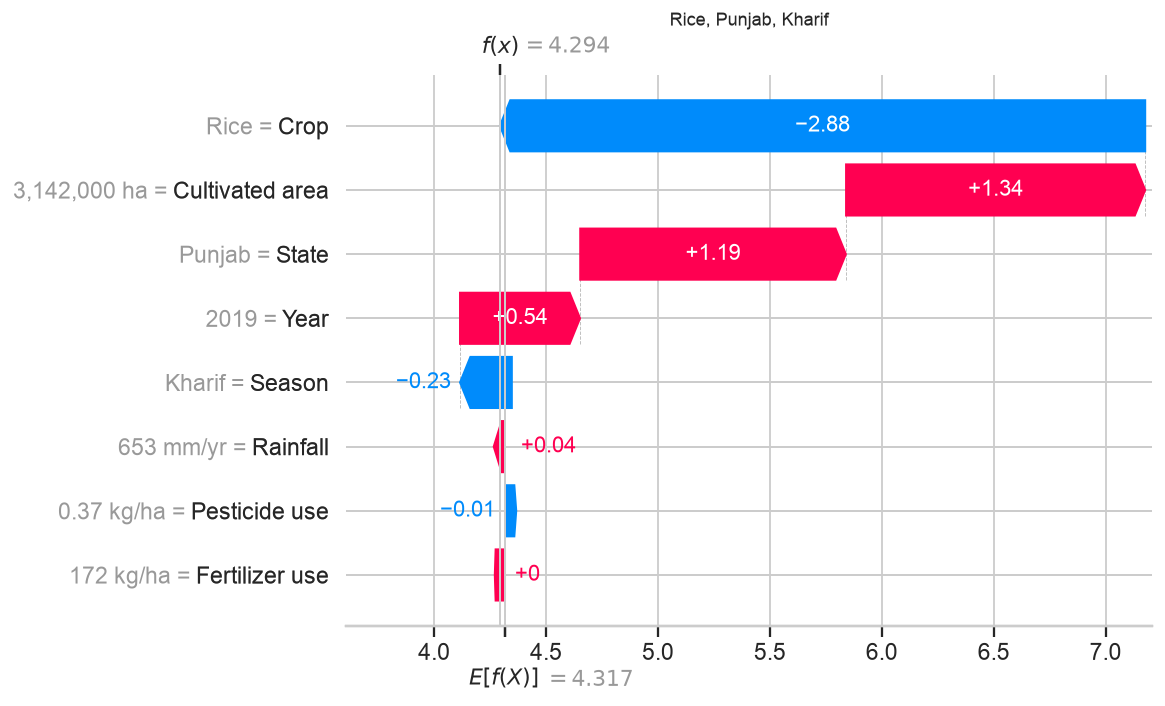 Rice, Punjab, Kharif
f(x) = 4.294
Rice = Crop
−2.88
3,142,000 ha = Cultivated area
+1.34
Punjab = State
+1.19
2019 = Year
+0.54
Kharif = Season
−0.23
653 mm/yr = Rainfall
+0.04
0.37 kg/ha = Pesticide use
−0.01
172 kg/ha = Fertilizer use
+0
4.0 4.5 5.0 5.5 6.0 6.5 7.0
E[f(X)] = 4.317